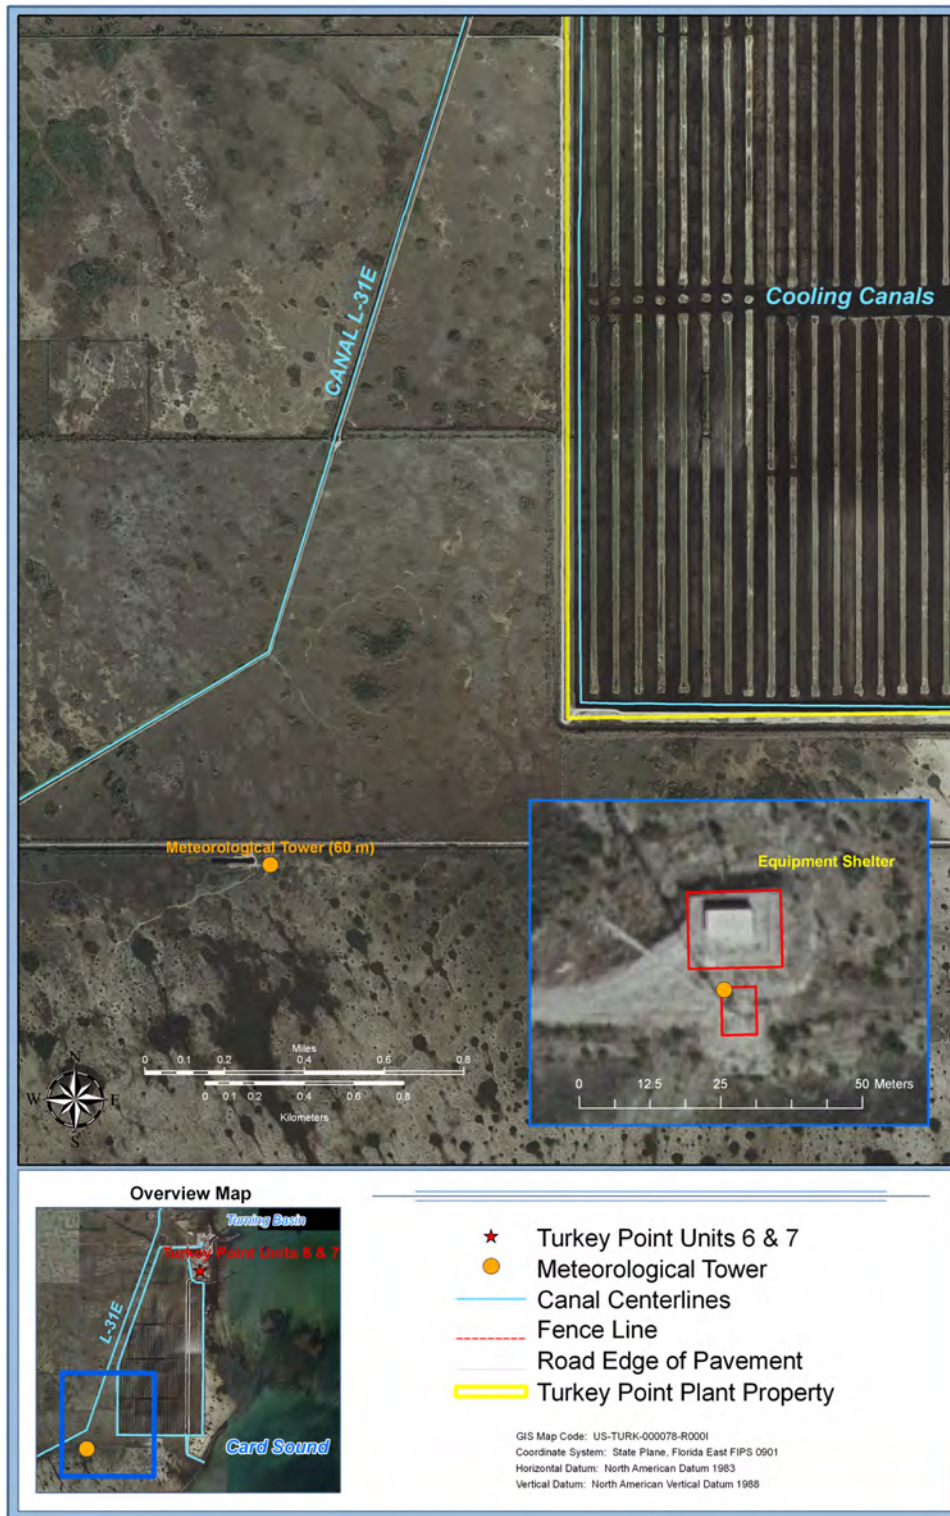 CANAL L-31E
Cooling Canals
Meteorological Tower (60 m)
Equipment Shelter
Miles
0 0.1 0.2 0.4 0.6 0.8
0 0.1 0.2 0.4 0.6 0.8
Kilometers
N
W E
S
0 12.5 25 50 Meters
Overview Map
Turning Basin
Turkey Point Units 6 & 7
L-31E
Card Sound
Turkey Point Units 6 & 7
Meteorological Tower
Canal Centerlines
Fence Line
Road Edge of Pavement
Turkey Point Plant Property
GIS Map Code: US-TURK-000078-R000I
Coordinate System: State Plane, Florida East FIPS 0901
Horizontal Datum: North American Datum 1983
Vertical Datum: North American Vertical Datum 1988